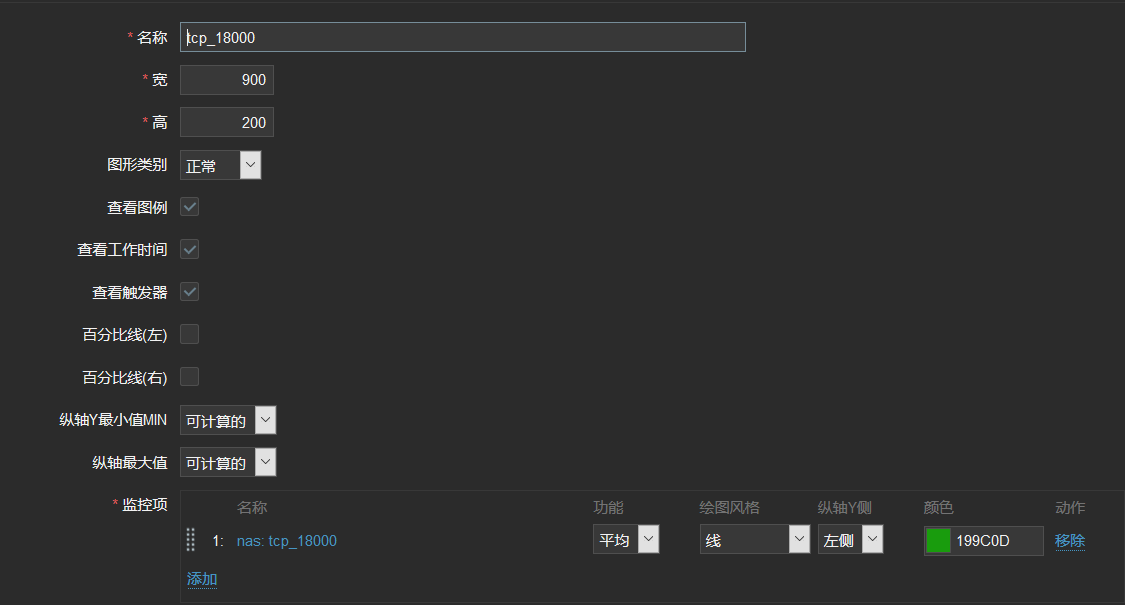 * 名称 tcp_18000
* 宽 900
* 高 200
图形类别 正常
查看图例
查看工作时间
查看触发器
百分比线(左)
百分比线(右)
纵轴Y最小值MIN 可计算的
纵轴最大值 可计算的
* 监控项 名称 功能 绘图风格 纵轴Y侧 颜色 动作
1: nas: tcp_18000 平均 线 左侧 199C0D 移除
添加